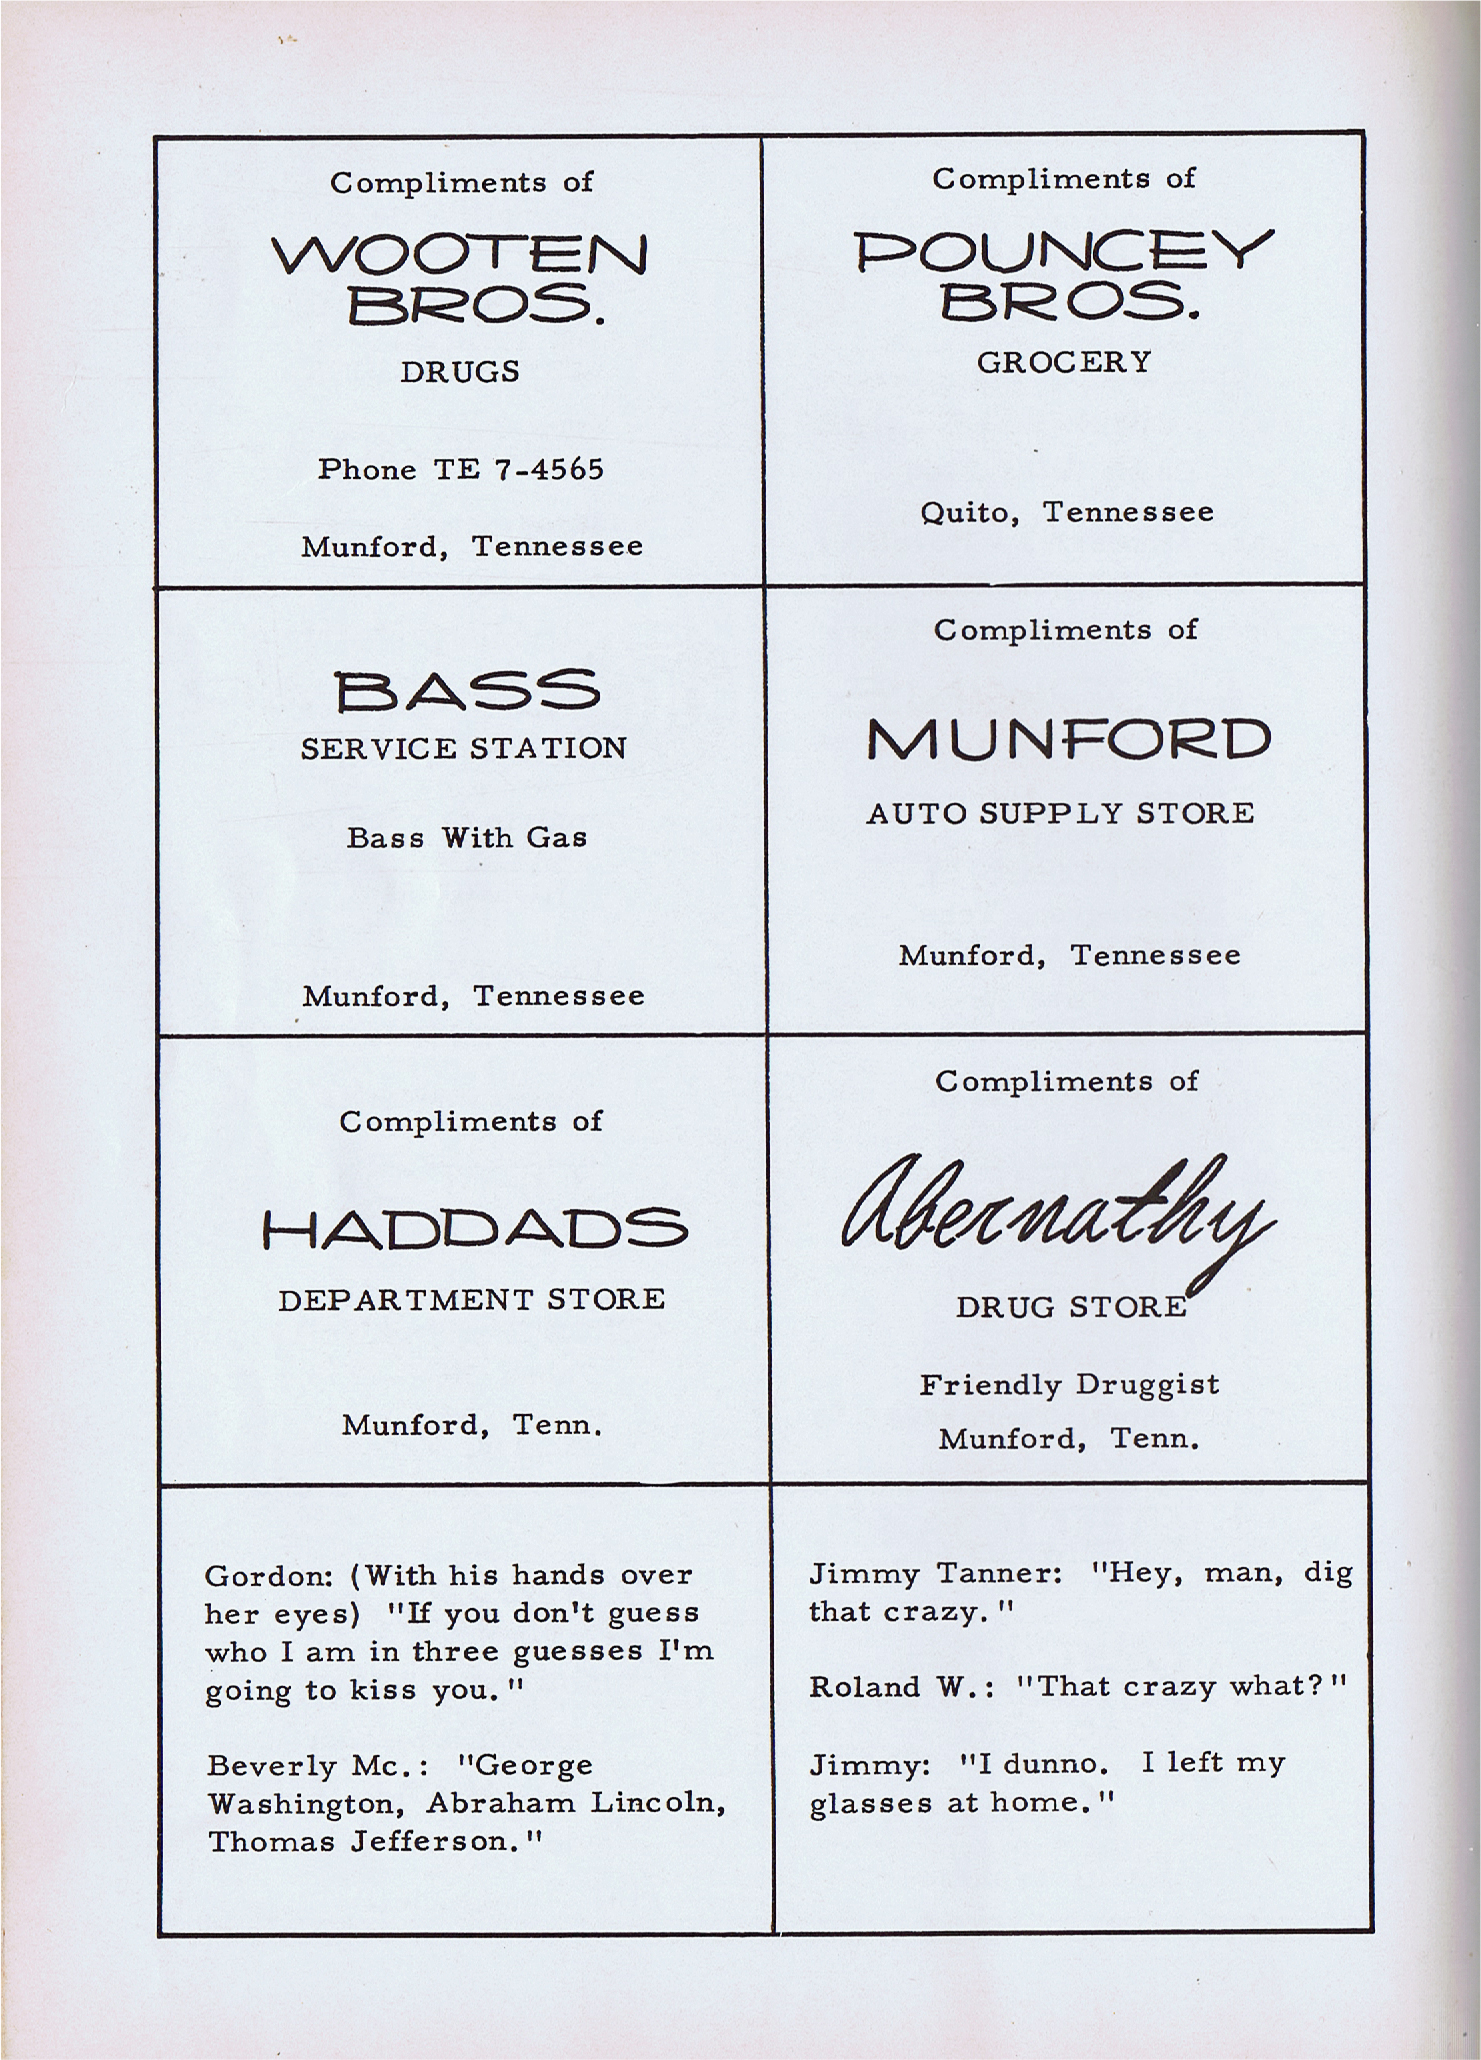 Compliments of
WOOTEN
BROS.
DRUGS
Phone TE 7-4565
Munford, Tennessee
Compliments of
POUNCEY
BROS.
GROCERY
Quito, Tennessee
BASS
SERVICE STATION
Bass With Gas
Munford, Tennessee
Compliments of
MUNFORD
AUTO SUPPLY STORE
Munford, Tennessee
Compliments of
HADDADS
DEPARTMENT STORE
Munford, Tenn.
Compliments of
Abernathy
DRUG STORE
Friendly Druggist
Munford, Tenn.
Gordon: (With his hands over
her eyes) "If you don't guess
who I am in three guesses I'm
going to kiss you."
Beverly Mc.: "George
Washington, Abraham Lincoln,
Thomas Jefferson."
Jimmy Tanner: "Hey, man, dig
that crazy."
Roland W.: "That crazy what?"
Jimmy: "I dunno. I left my
glasses at home."